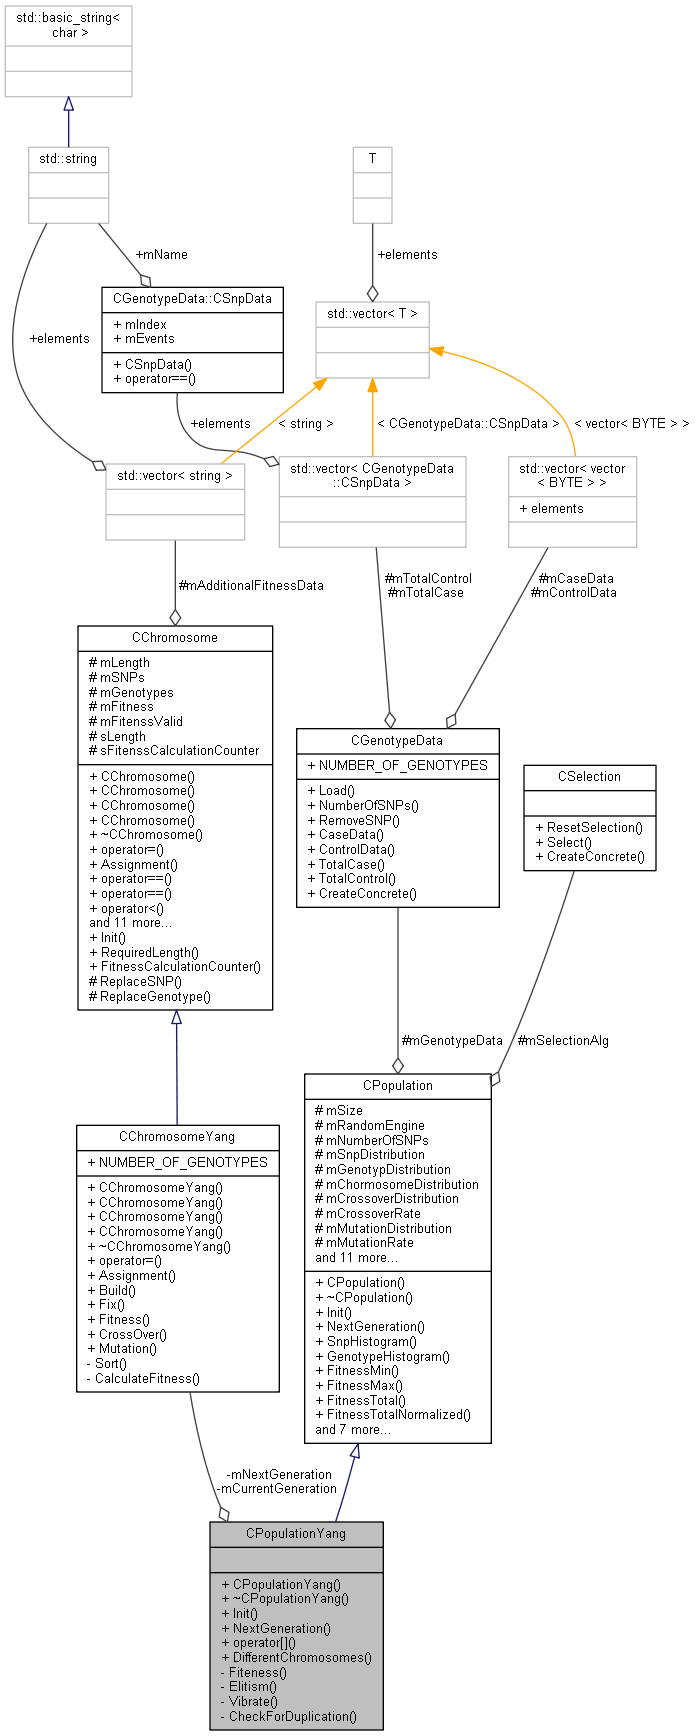 std::basic_string<
char >
std::string
T
+mName
+elements
CGenotypeData::CSnpData
+ mIndex
+ mEvents
+ CSnpData()
+ operator==()
std::vector< T >
+elements
+elements
< string >
< CGenotypeData::CSnpData >
< vector< BYTE > >
std::vector< string >
std::vector< CGenotypeData
::CSnpData >
std::vector< vector
< BYTE > >
+ elements
#mAdditionalFitnessData
#mTotalControl
#mTotalCase
#mCaseData
#mControlData
CChromosome
# mLength
# mSNPs
# mGenotypes
# mFitness
# mFitenssValid
# sLength
# sFitenssCalculationCounter
+ CChromosome()
+ CChromosome()
+ CChromosome()
+ CChromosome()
+ ~CChromosome()
+ operator=()
+ Assignment()
+ operator==()
+ operator==()
+ operator<()
and 11 more...
+ Init()
+ RequiredLength()
+ FitnessCalculationCounter()
# ReplaceSNP()
# ReplaceGenotype()
CGenotypeData
+ NUMBER_OF_GENOTYPES
+ Load()
+ NumberOfSNPs()
+ RemoveSNP()
+ CaseData()
+ ControlData()
+ TotalCase()
+ TotalControl()
+ CreateConcrete()
CSelection
+ ResetSelection()
+ Select()
+ CreateConcrete()
#mGenotypeData
#mSelectionAlg
CChromosomeYang
+ NUMBER_OF_GENOTYPES
+ CChromosomeYang()
+ CChromosomeYang()
+ CChromosomeYang()
+ CChromosomeYang()
+ ~CChromosomeYang()
+ operator=()
+ Assignment()
+ Build()
+ Fix()
+ Fitness()
+ CrossOver()
+ Mutation()
- Sort()
- CalculateFitness()
CPopulation
# mSize
# mRandomEngine
# mNumberOfSNPs
# mSnpDistribution
# mGenotypDistribution
# mChormosomeDistribution
# mCrossoverDistribution
# mCrossoverRate
# mMutationDistribution
# mMutationRate
and 11 more...
+ CPopulation()
+ ~CPopulation()
+ Init()
+ NextGeneration()
+ SnpHistogram()
+ GenotypeHistogram()
+ FitnessMin()
+ FitnessMax()
+ FitnessTotal()
+ FitnessTotalNormalized()
and 7 more...
-mNextGeneration
-mCurrentGeneration
CPopulationYang
+ CPopulationYang()
+ ~CPopulationYang()
+ Init()
+ NextGeneration()
+ operator[]()
+ DifferentChromosomes()
- Fiteness()
- Elitism()
- Vibrate()
- CheckForDuplication()